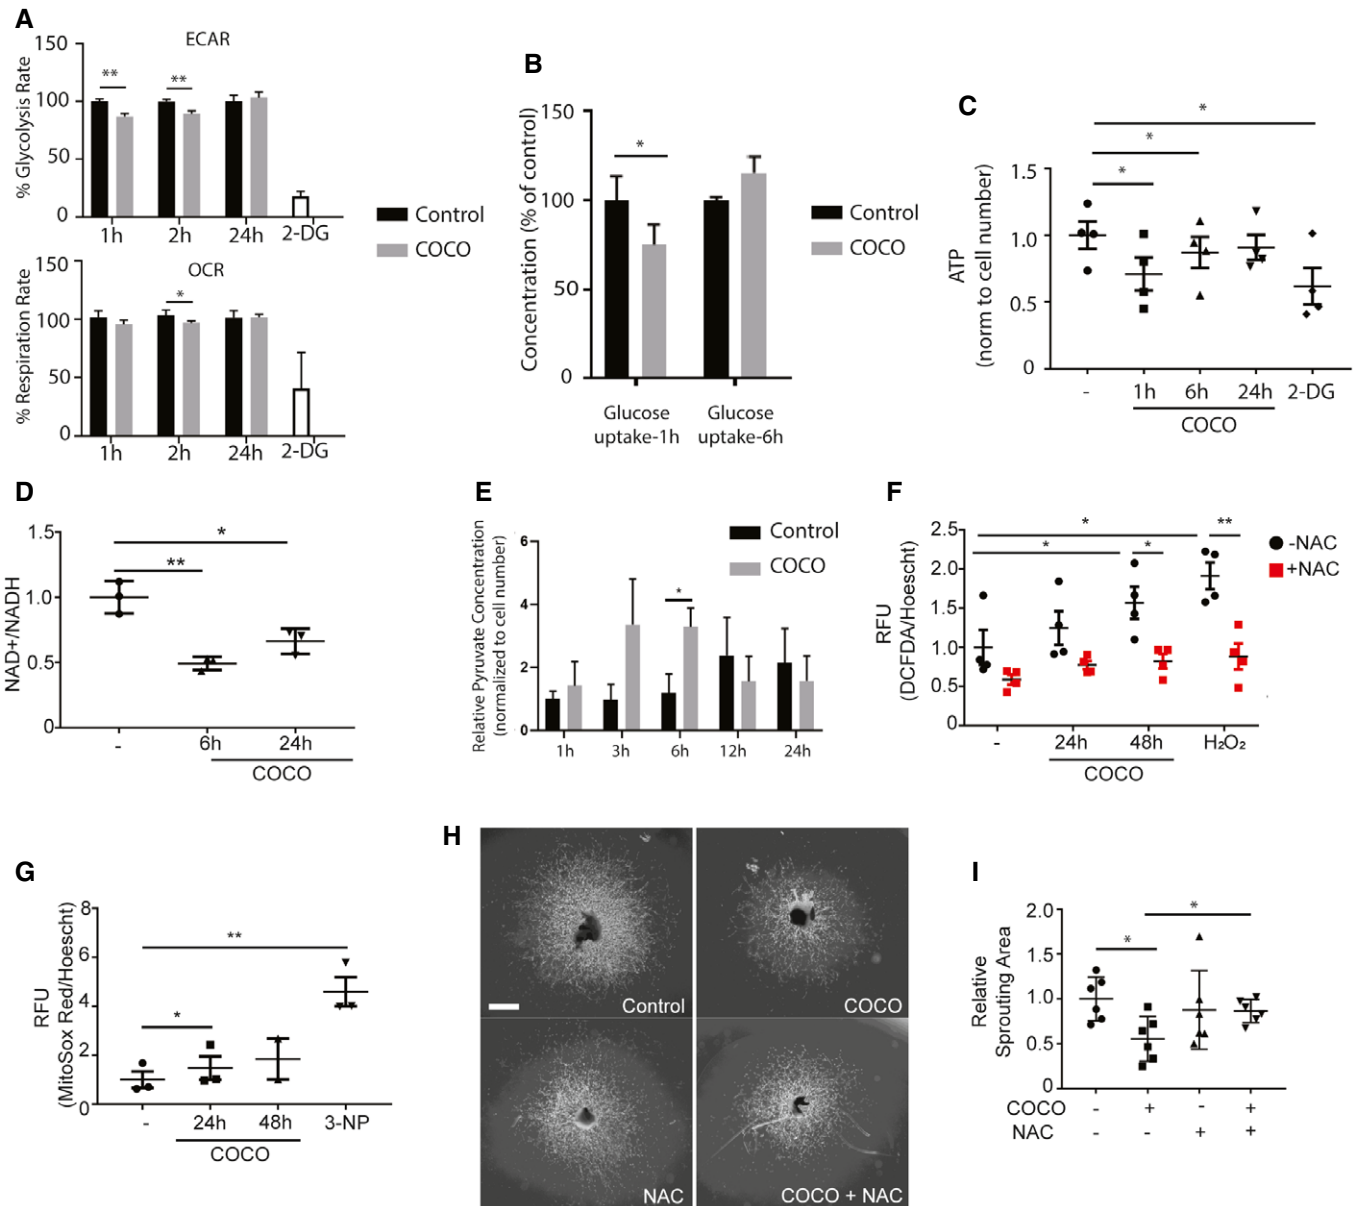 A
ECAR
% Glycolysis Rate
150
100
50
0
**
**
1h
2h
24h
2-DG
Control
COCO
OCR
% Respiration Rate
150
100
50
0
*
1h
2h
24h
2-DG
B
Concentration (% of control)
150
100
50
0
*
Glucose
uptake-1h
Glucose
uptake-6h
Control
COCO
C
ATP
(norm to cell number)
1.5
1.0
0.5
0
*
*
*
-
1h
6h
24h
2-DG
COCO
D
NAD+/NADH
1.5
1.0
0.5
0
*
**
-
6h
24h
COCO
E
Relative Pyruvate Concentration
(normalized to cell number)
6
4
2
0
*
1h
3h
6h
12h
24h
Control
COCO
F
RFU
(DCFDA/Hoescht)
2.5
2.0
1.5
1.0
0.5
0
*
*
*
**
-
24h
48h
H₂O₂
COCO
-NAC
+NAC
G
RFU
(MitoSox Red/Hoescht)
8
6
4
2
0
**
*
-
24h
48h
3-NP
COCO
H
Control
COCO
NAC
COCO + NAC
I
Relative
Sprouting Area
2.0
1.5
1.0
0.5
0
*
*
COCO - + - +
NAC - - + +